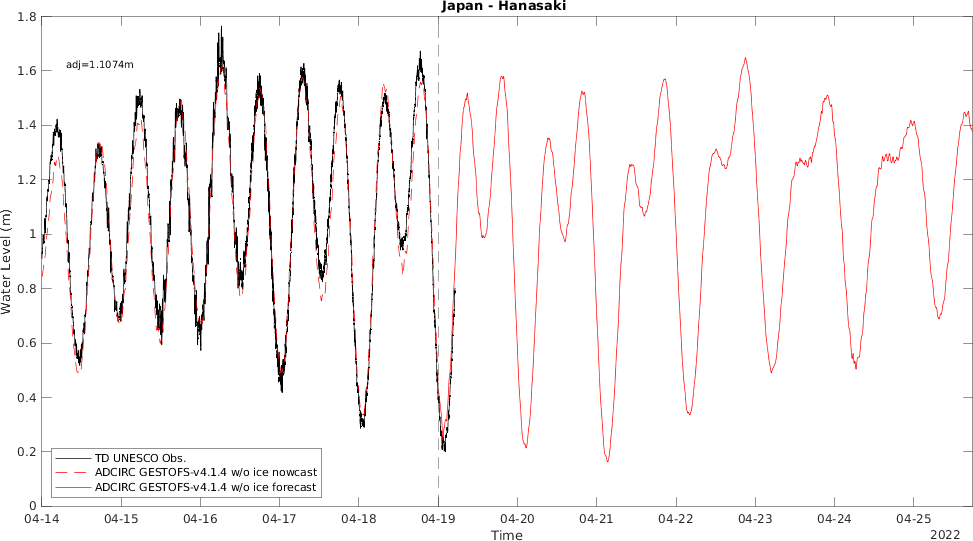 Japan - Hanasaki
1.8
1.6
1.4
1.2
1
0.8
0.6
0.4
0.2
0
Water Level (m)
adj=1.1074m
TD UNESCO Obs.
ADCIRC GESTOFS-v4.1.4 w/o ice nowcast
ADCIRC GESTOFS-v4.1.4 w/o ice forecast
04-14 04-15 04-16 04-17 04-18 04-19 04-20 04-21 04-22 04-23 04-24 04-25
Time
2022